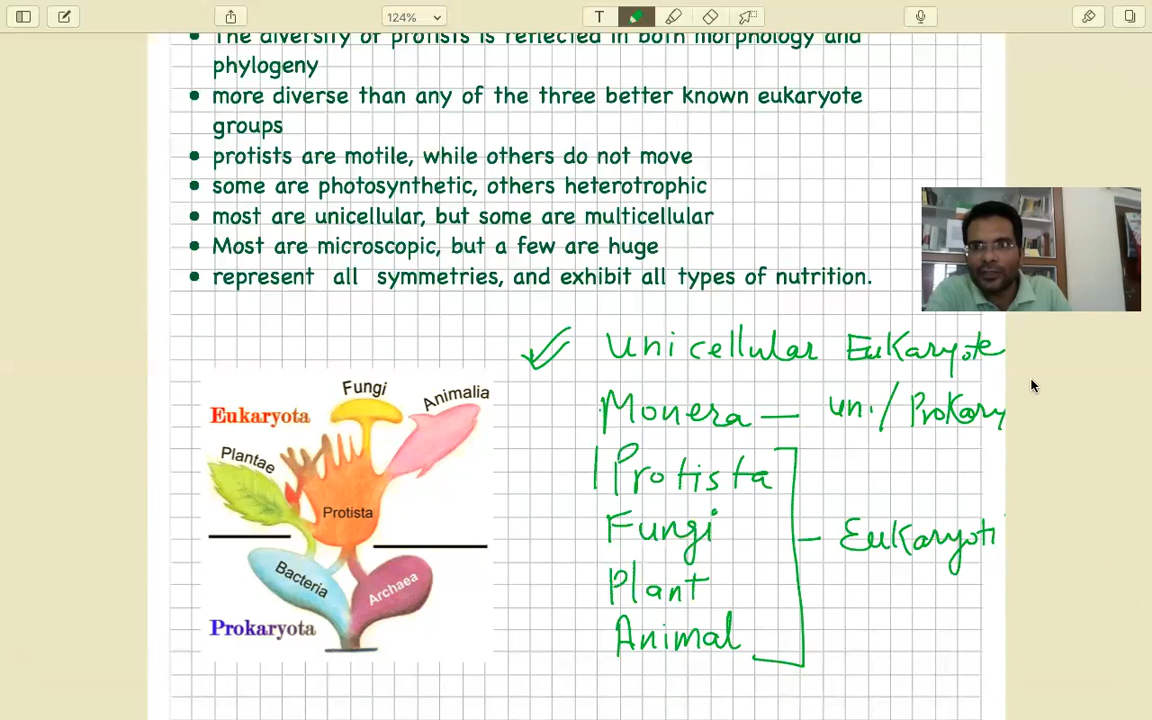 124%
T
The diversity of protists is reflected in both morphology and
phylogeny
more diverse than any of the three better known eukaryote
groups
protists are motile, while others do not move
some are photosynthetic, others heterotrophic
most are unicellular, but some are multicellular
Most are microscopic, but a few are huge
represent all symmetries, and exhibit all types of nutrition.
Unicellular Eukaryote
Monera — uni/Prokary
Protista
Fungi
Plant
Animal
Eukaryoti
Fungi
Animalia
Eukaryota
Plantae
Protista
Bacteria
Archaea
Prokaryota